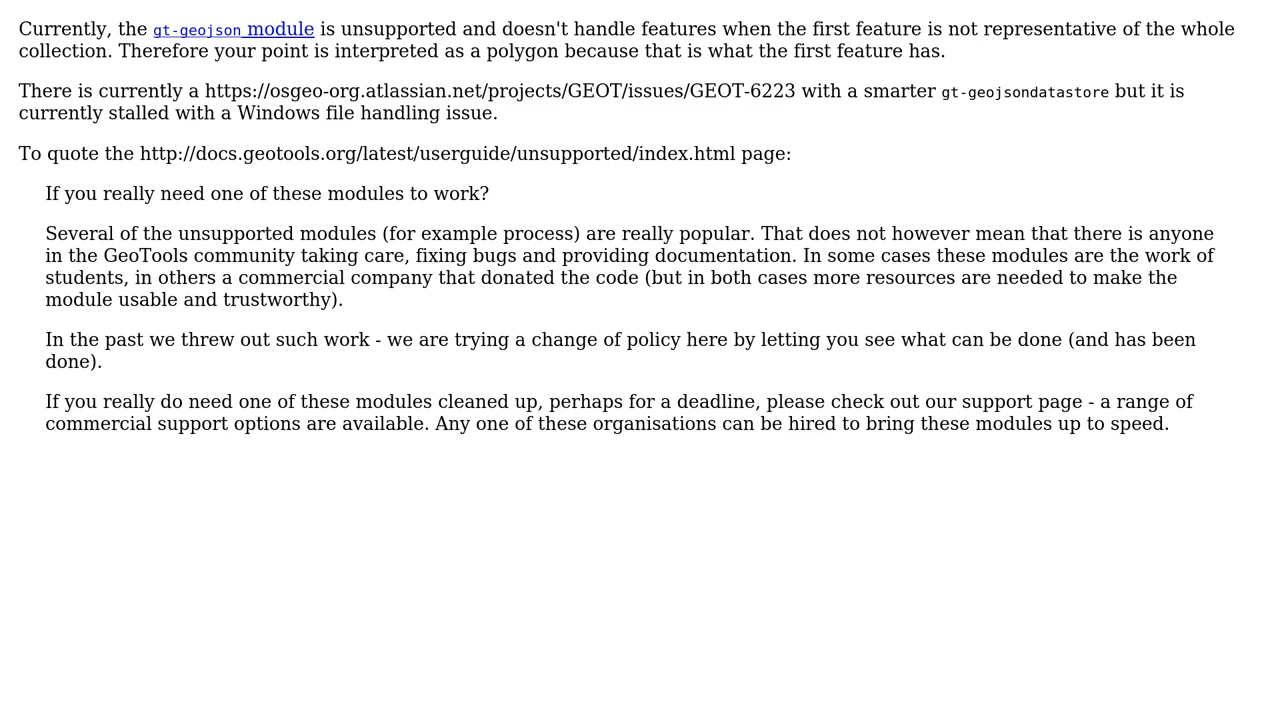 Currently, the gt-geojson module is unsupported and doesn't handle features when the first feature is not representative of the whole
collection. Therefore your point is interpreted as a polygon because that is what the first feature has.
There is currently a https://osgeo-org.atlassian.net/projects/GEOT/issues/GEOT-6223 with a smarter gt-geojsondatastore but it is
currently stalled with a Windows file handling issue.
To quote the http://docs.geotools.org/latest/userguide/unsupported/index.html page:
If you really need one of these modules to work?
Several of the unsupported modules (for example process) are really popular. That does not however mean that there is anyone
in the GeoTools community taking care, fixing bugs and providing documentation. In some cases these modules are the work of
students, in others a commercial company that donated the code (but in both cases more resources are needed to make the
module usable and trustworthy).
In the past we threw out such work - we are trying a change of policy here by letting you see what can be done (and has been
done).
If you really do need one of these modules cleaned up, perhaps for a deadline, please check out our support page - a range of
commercial support options are available. Any one of these organisations can be hired to bring these modules up to speed.